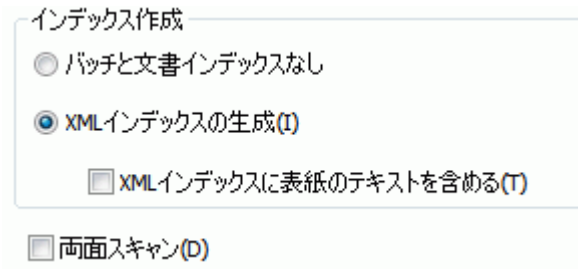 インデックス作成
バッチと文書インデックスなし
XMLインデックスの生成(I)
XMLインデックスに表紙のテキストを含める(T)
両面スキャン(D)